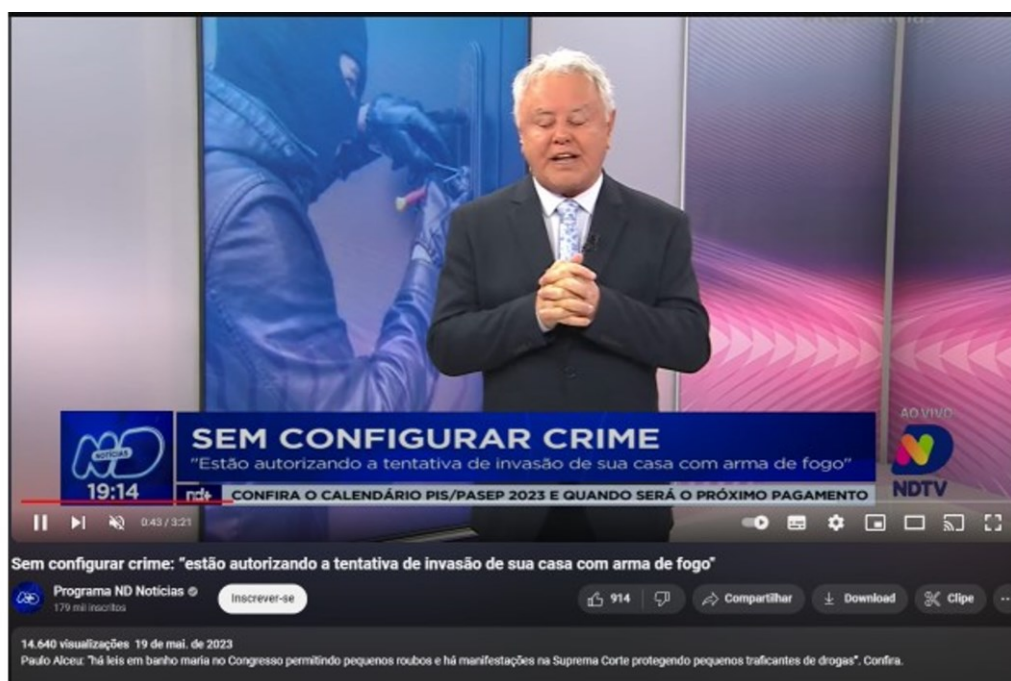 NOTÍCIAS
19:14
SEM CONFIGURAR CRIME
"Estão autorizando a tentativa de invasão de sua casa com arma de fogo"
nd+ CONFIRA O CALENDÁRIO PIS/PASEP 2023 E QUANDO SERÁ O PRÓXIMO PAGAMENTO
AO VIVO
NDTV
0:43 / 3:21
Sem configurar crime: "estão autorizando a tentativa de invasão de sua casa com arma de fogo"
Programa ND Notícias
179 mil inscritos
Inscrever-se
914
Compartilhar
Download
Clipe
14.640 visualizações 19 de mai. de 2023
Paulo Alceu: "há leis em banho maria no Congresso permitindo pequenos roubos e há manifestações na Suprema Corte protegendo pequenos traficantes de drogas". Confira.